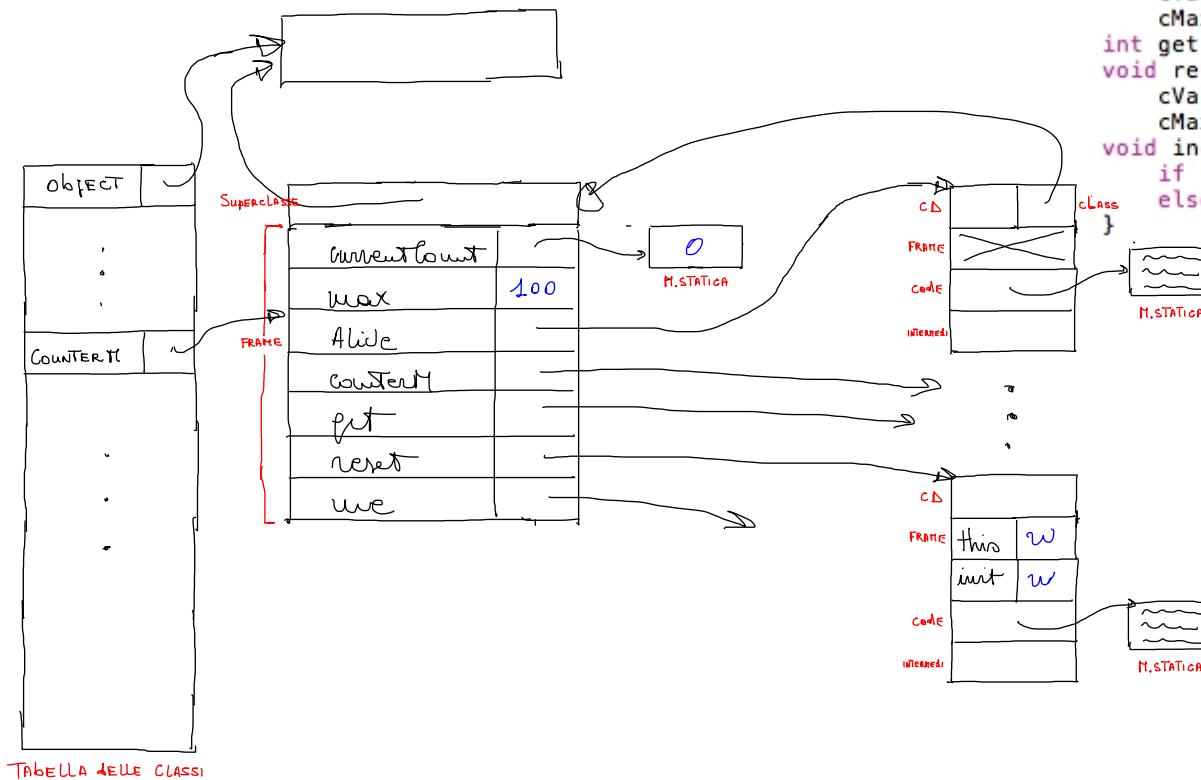 cMa
int get
void re
cVa
cMa
void in
if
els
}
ObjECT
COUNTERM
TABELLA dELLE CLASSI
SUPERCLASSE
FRAME
currentCount
max 100
Alive
counterM
get
reset
inc
0
M.STATICA
CD
CLASS
FRAME
CodE
INTERMEdI
M.STATICA
CD
FRAME
this W
init W
CodE
INTERMEdI
M.STATICA